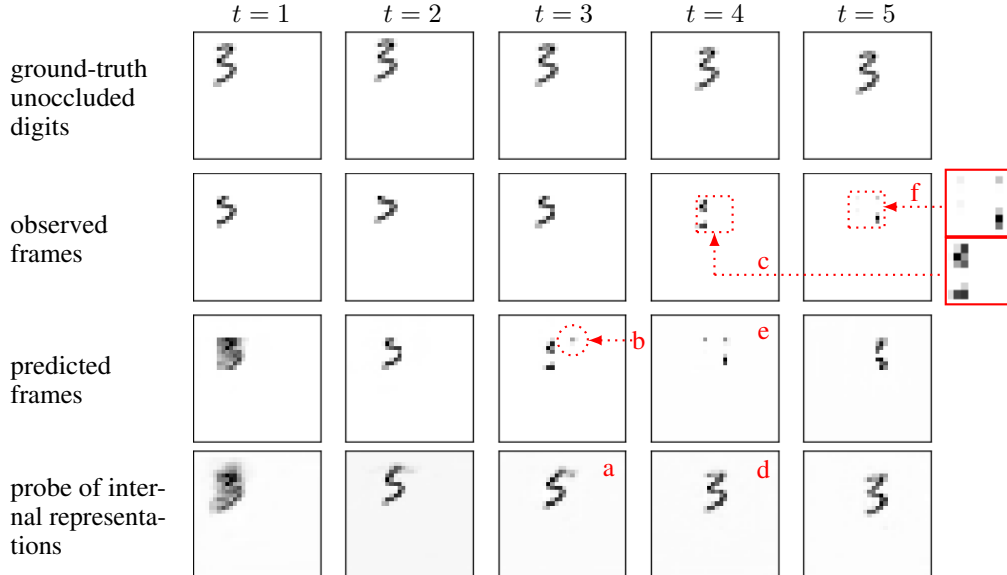 t = 1 t = 2 t = 3 t = 4 t = 5
ground-truth
unoccluded
digits
observed
frames
f
c
predicted
frames
b
e
probe of inter-
nal representa-
tions
a
d